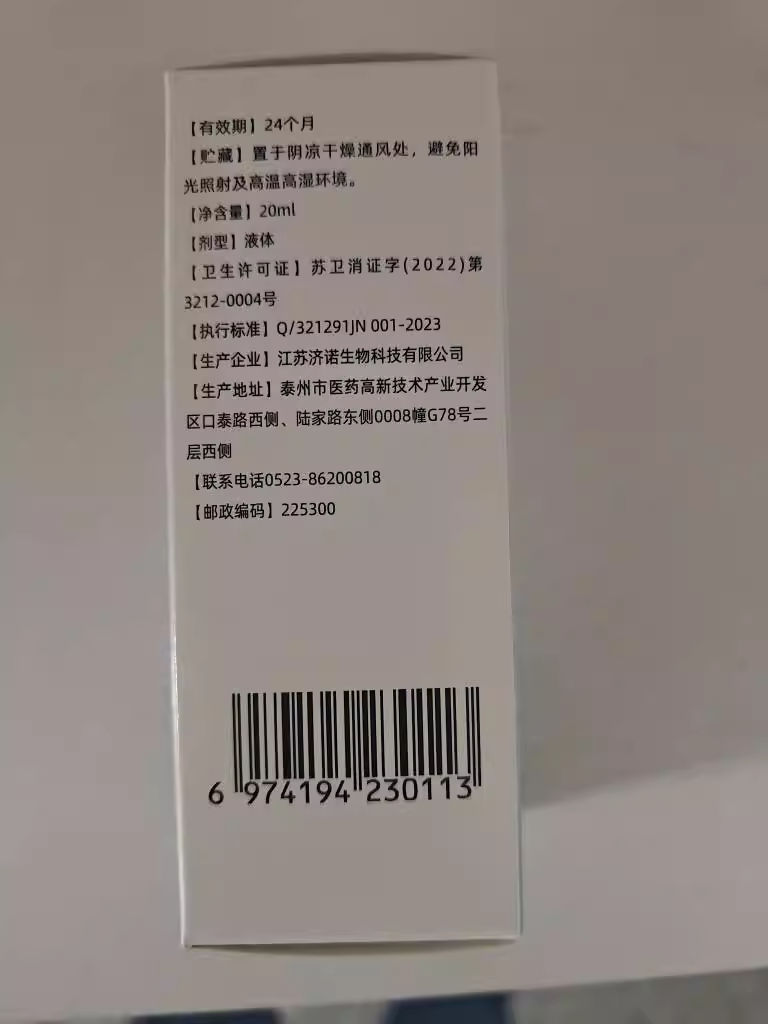 【有效期】24个月
【贮藏】置于阴凉干燥通风处，避免阳
光照射及高温高湿环境。
【净含量】20ml
【剂型】液体
【卫生许可证】苏卫消证字(2022)第
3212-0004号
【执行标准】Q/321291JN 001-2023
【生产企业】江苏济诺生物科技有限公司
【生产地址】泰州市医药高新技术产业开发
区口泰路西侧、陆家路东侧0008幢G78号二
层西侧
【联系电话0523-86200818
【邮政编码】225300
6 974194 230113